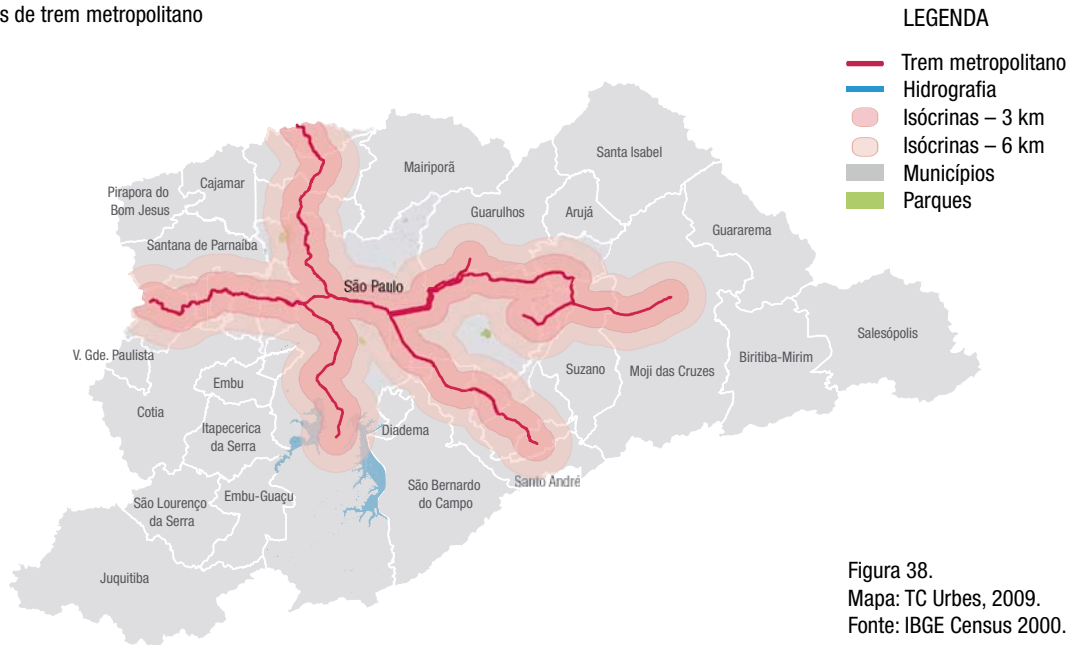 s de trem metropolitano
LEGENDA
Trem metropolitano
Hidrografia
Isócrinas – 3 km
Isócrinas – 6 km
Municípios
Parques
Mairiporã
Santa Isabel
Cajamar
Pirapora do
Bom Jesus
Guarulhos
Arujá
Guararema
Santana de Parnaíba
São Paulo
Salesópolis
V. Gde. Paulista
Biritiba-Mirim
Suzano
Moji das Cruzes
Embu
Cotia
Itapecerica
da Serra
Diadema
Santo André
São Bernardo
do Campo
Embu-Guaçu
São Lourenço
da Serra
Juquitiba
Figura 38.
Mapa: TC Urbes, 2009.
Fonte: IBGE Census 2000.